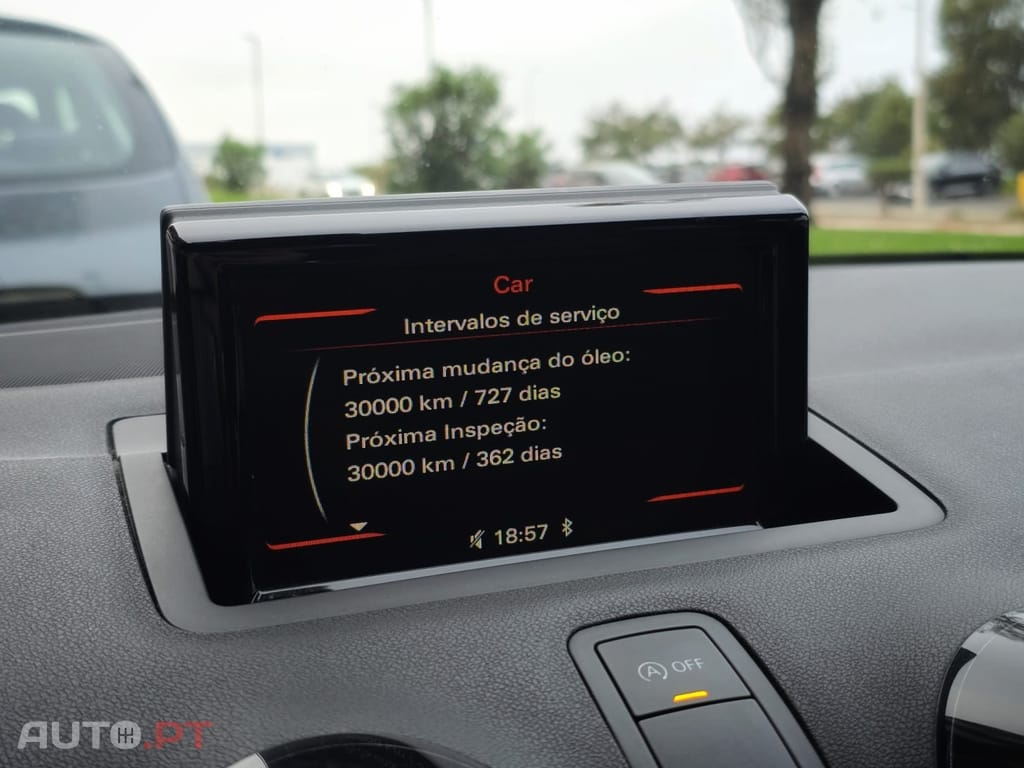 Car
Intervalos de serviço
Próxima mudança do óleo:
30000 km / 727 dias
Próxima Inspeção:
30000 km / 362 dias
18:57
A OFF
AUTO.PT